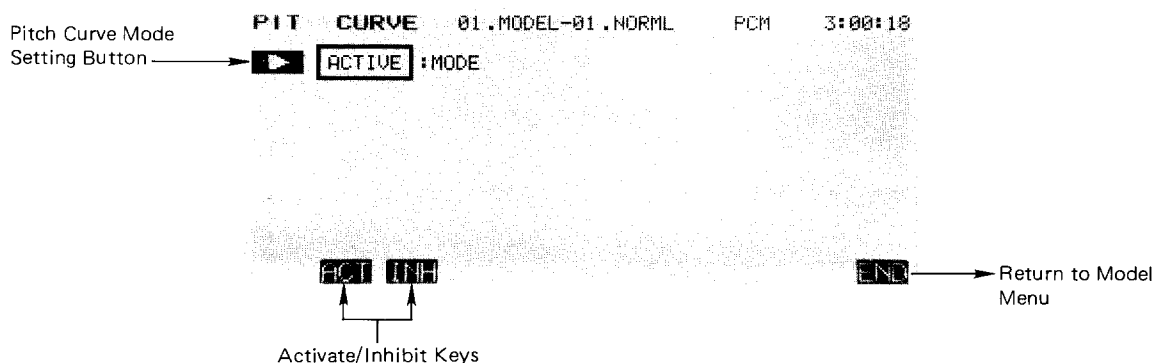 PIT CURVE 01.MODEL-01.NORML PCM 3:00:18
Pitch Curve Mode
Setting Button
ACTIVE :MODE
ACT INH END
Return to Model
Menu
Activate/Inhibit Keys